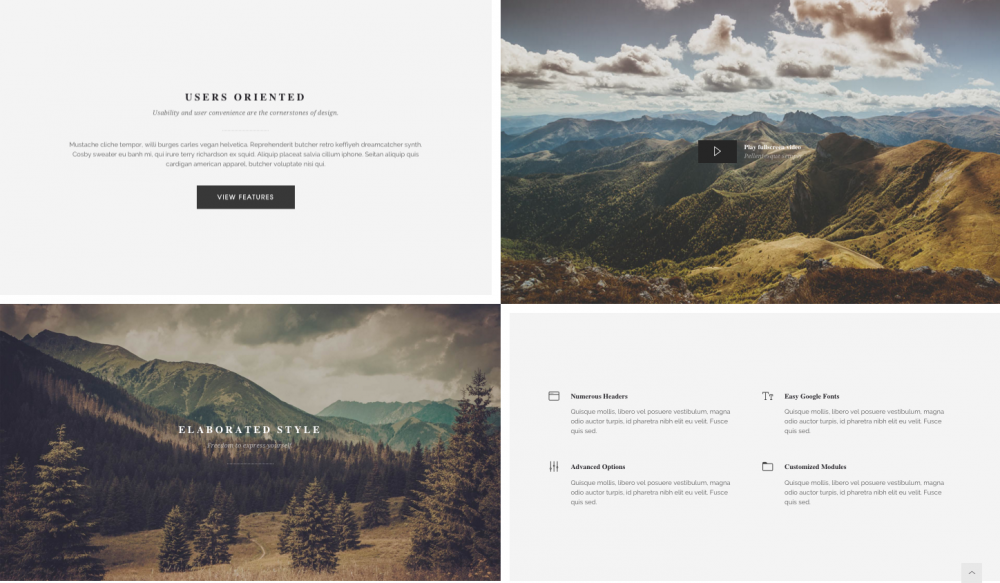 USERS ORIENTED
Usability and user convenience are the cornerstones of design.
Mustache cliche tempor, willi burges carles vegan helvetica. Reprehenderit butcher retro keffiyeh dreamcatcher synth.
Cosby sweater eu banh mi, qui irure terry richardson ex squid. Aliquip placeat salvia cillum iphone. Seitan aliquip quis
cardigan american apparel, butcher voluptate nisi qui.
VIEW FEATURES
Play fullscreen video
Pellentesque semper
ELABORATED STYLE
Freedom to express yourself.
Numerous Headers
Quisque mollis, libero vel posuere vestibulum, magna
odio auctor turpis, id pharetra nibh elit eu velit. Fusce
quis sed.
Tt Easy Google Fonts
Quisque mollis, libero vel posuere vestibulum, magna
odio auctor turpis, id pharetra nibh elit eu velit. Fusce
quis sed.
Advanced Options
Quisque mollis, libero vel posuere vestibulum, magna
odio auctor turpis, id pharetra nibh elit eu velit. Fusce
quis sed.
Customized Modules
Quisque mollis, libero vel posuere vestibulum, magna
odio auctor turpis, id pharetra nibh elit eu velit. Fusce
quis sed.